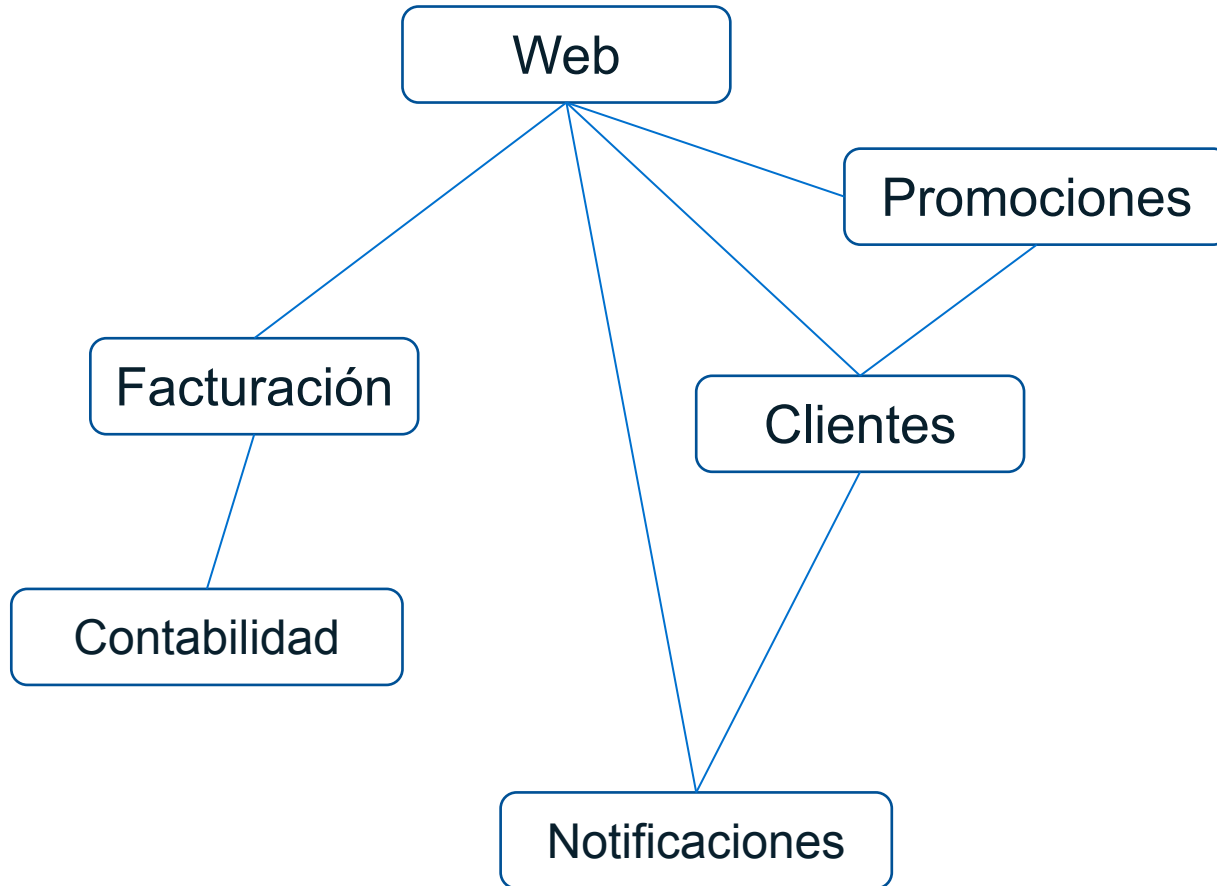 Web
Promociones
Facturación
Clientes
Contabilidad
Notificaciones